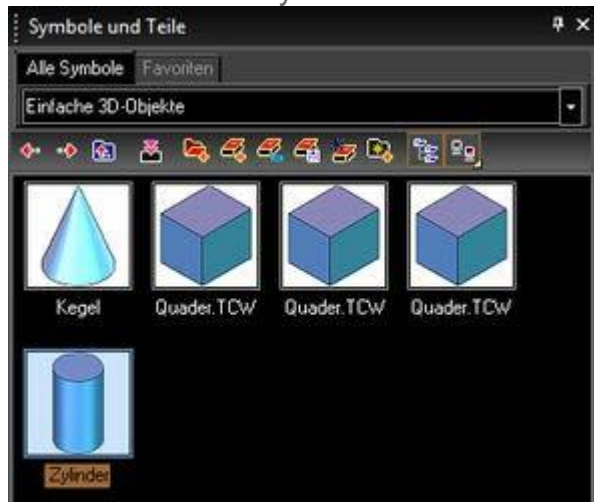 Symbole und Teile
Alle Symbole Favoriten
Einfache 3D-Objekte
Kegel Quader.TCW Quader.TCW Quader.TCW
Zylinder